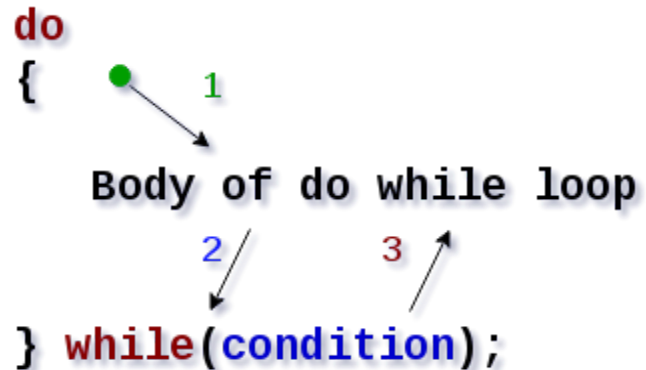 do
{ 1
Body of do while loop
2 3
} while(condition);